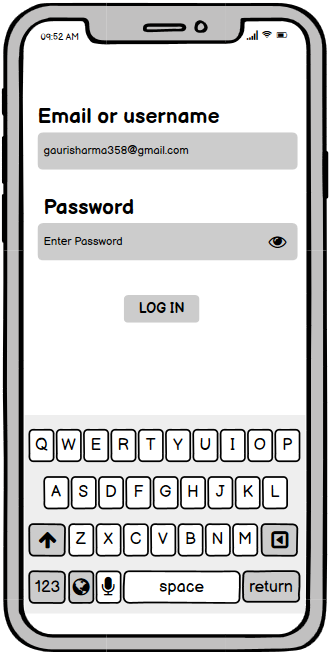 09:52 AM
Email or username
gaurisharma358@gmail.com
Password
Enter Password
LOG IN
Q W E R T Y U I O P
A S D F G H J K L
Z X C V B N M
123 space return